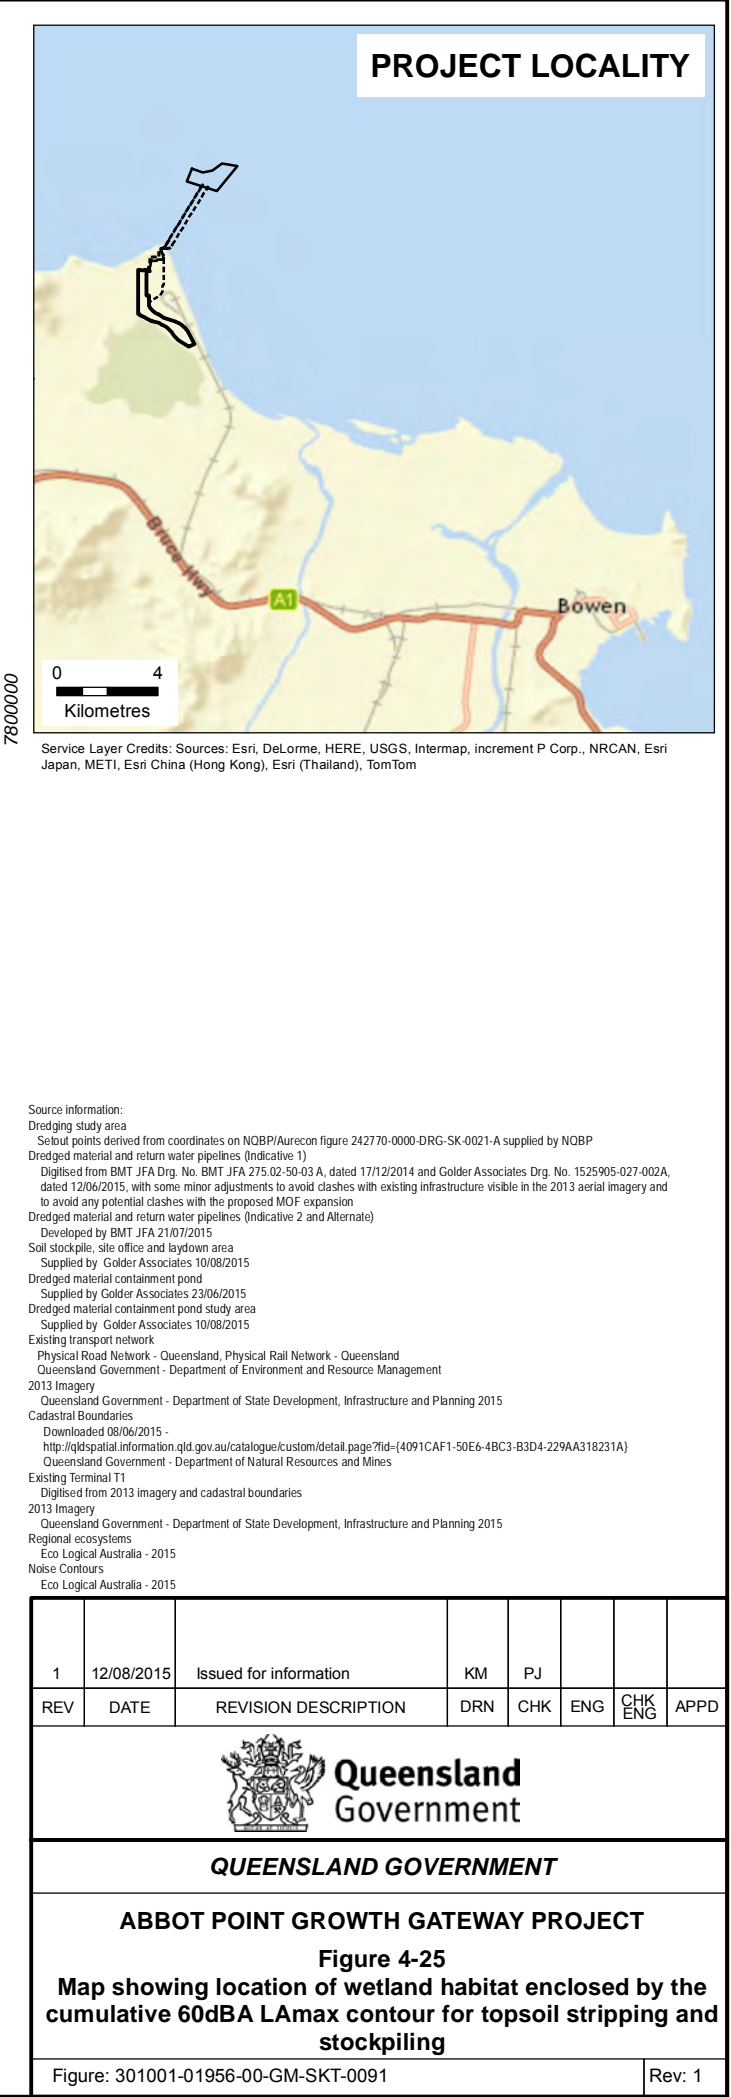 PROJECT LOCALITY
Bruce Hwy
A1
Bowen
0 4
Kilometres
7800000
Service Layer Credits: Sources: Esri, DeLorme, HERE, USGS, Intermap, increment P Corp., NRCAN, Esri
Japan, METI, Esri China (Hong Kong), Esri (Thailand), TomTom
Source information:
Dredging study area
Setout points derived from coordinates on NQBP/Aurecon figure 242770-0000-DRG-SK-0021-A supplied by NQBP
Dredged material and return water pipelines (Indicative 1)
Digitised from BMT JFA Drg. No. BMT JFA 275.02-50-03 A, dated 17/12/2014 and Golder Associates Drg. No. 1525905-027-002A,
dated 12/06/2015, with some minor adjustments to avoid clashes with existing infrastructure visible in the 2013 aerial imagery and
to avoid any potential clashes with the proposed MOF expansion
Dredged material and return water pipelines (Indicative 2 and Alternate)
Developed by BMT JFA 21/07/2015
Soil stockpile, site office and laydown area
Supplied by Golder Associates 10/08/2015
Dredged material containment pond
Supplied by Golder Associates 23/06/2015
Dredged material containment pond study area
Supplied by Golder Associates 10/08/2015
Existing transport network
Physical Road Network - Queensland, Physical Rail Network - Queensland
Queensland Government - Department of Environment and Resource Management
2013 Imagery
Queensland Government - Department of State Development, Infrastructure and Planning 2015
Cadastral Boundaries
Downloaded 08/06/2015 -
http://qldspatial.information.qld.gov.au/catalogue/custom/detail.page?fid={4091CAF1-50E6-4BC3-B3D4-229AA318231A}
Queensland Government - Department of Natural Resources and Mines
Existing Terminal T1
Digitised from 2013 imagery and cadastral boundaries
2013 Imagery
Queensland Government - Department of State Development, Infrastructure and Planning 2015
Regional ecosystems
Eco Logical Australia - 2015
Noise Contours
Eco Logical Australia - 2015
1 12/08/2015 Issued for information KM PJ
REV DATE REVISION DESCRIPTION DRN CHK ENG CHK ENG APPD
Queensland
Government
QUEENSLAND GOVERNMENT
ABBOT POINT GROWTH GATEWAY PROJECT
Figure 4-25
Map showing location of wetland habitat enclosed by the
cumulative 60dBA LAmax contour for topsoil stripping and
stockpiling
Figure: 301001-01956-00-GM-SKT-0091 Rev: 1